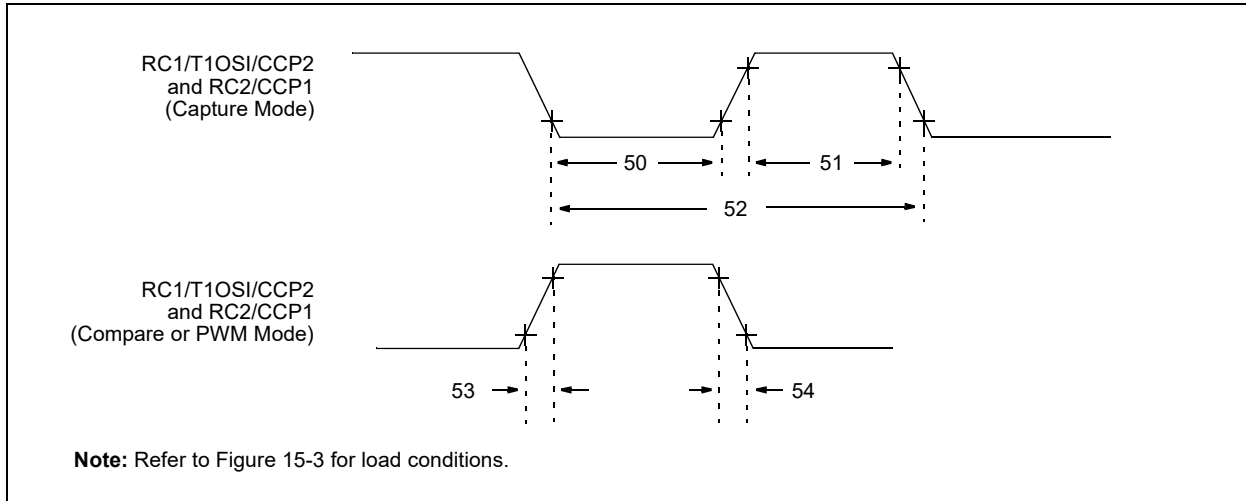 RC1/T1OSI/CCP2
and RC2/CCP1
(Capture Mode)
50
51
52
RC1/T1OSI/CCP2
and RC2/CCP1
(Compare or PWM Mode)
53
54
Note: Refer to Figure 15-3 for load conditions.